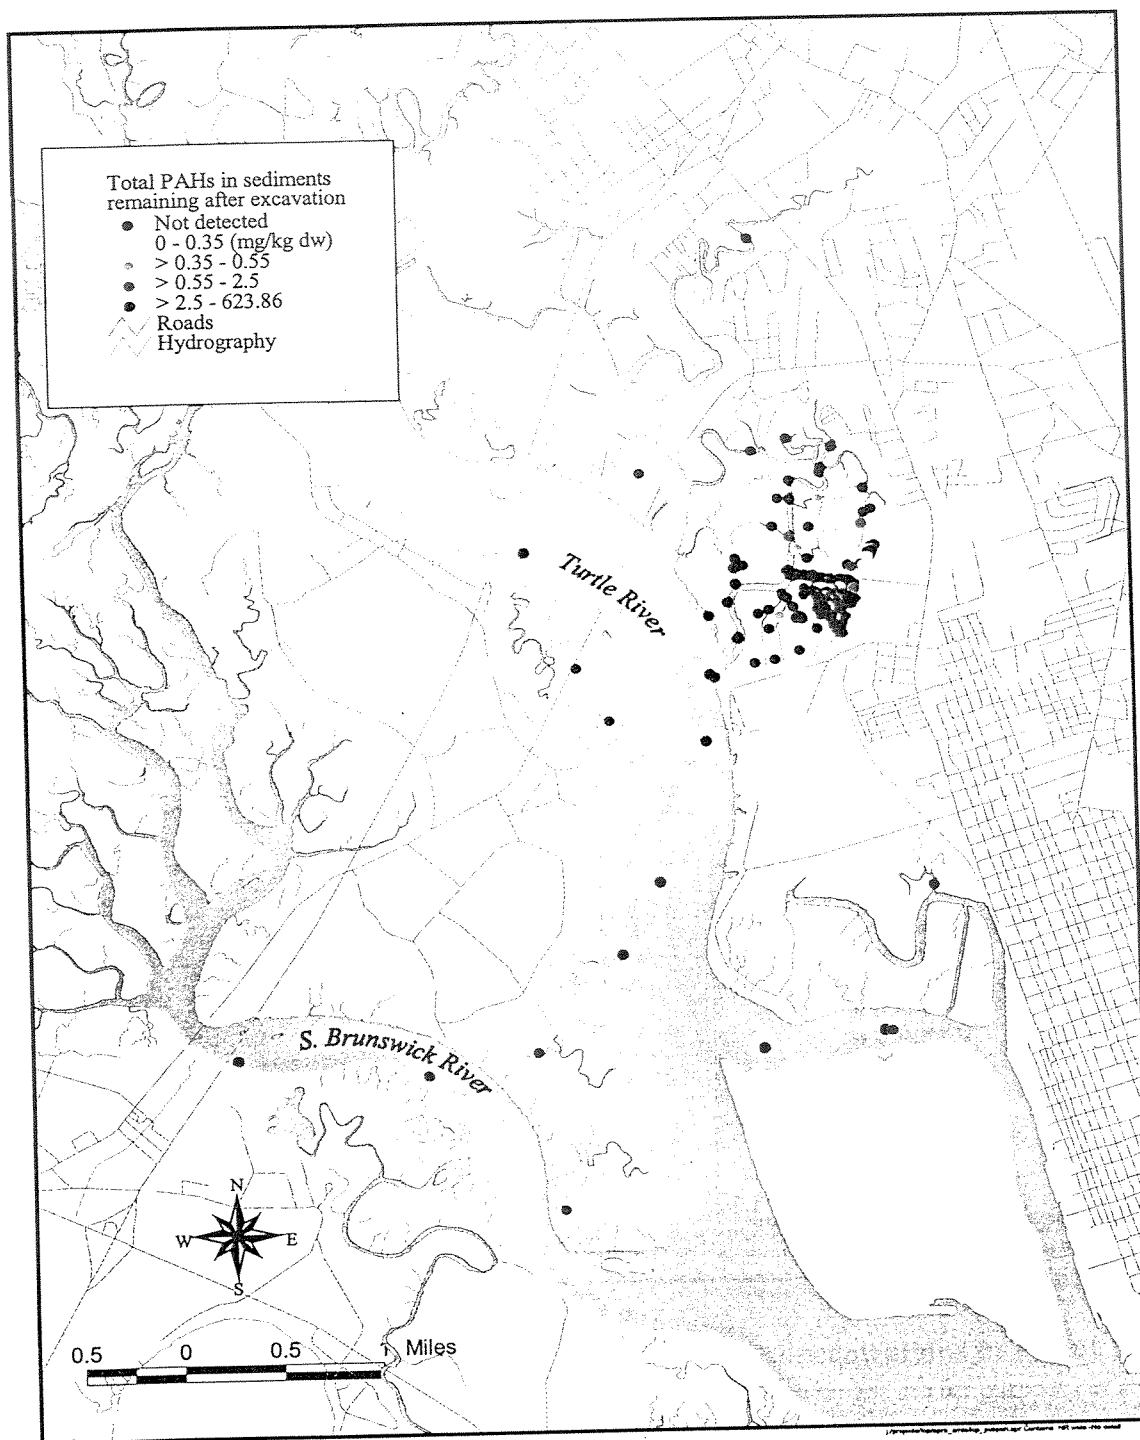 Total PAHs in sediments
remaining after excavation
Not detected
0 - 0.35 (mg/kg dw)
> 0.35 - 0.55
> 0.55 - 2.5
> 2.5 - 623.86
Roads
Hydrography
Turtle River
S. Brunswick River
N
W E
S
0.5 0 0.5 1 Miles